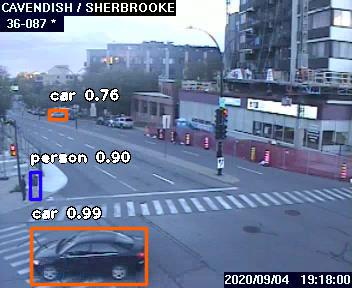 CAVENDISH / SHERBROOKE
36-087 *
car 0.76
person 0.90
car 0.99
2020/09/04 19:18:00